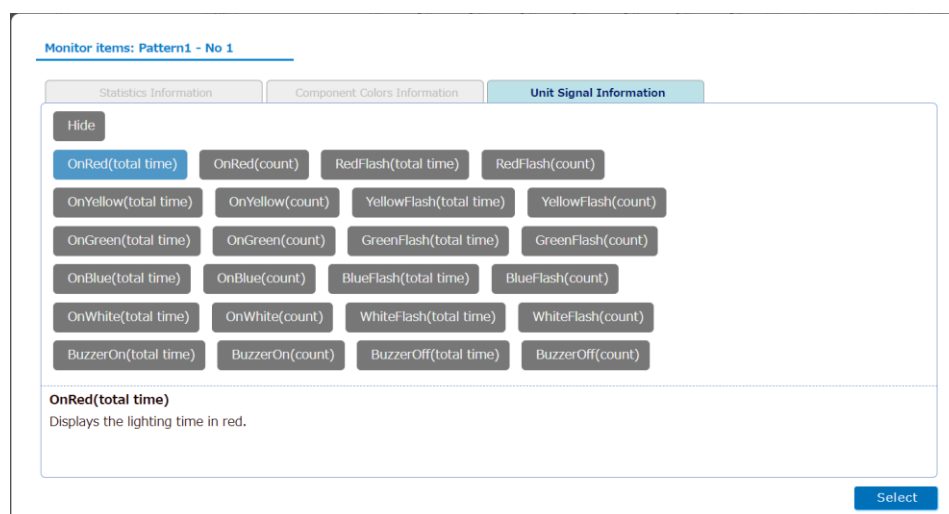 Monitor items: Pattern1 - No 1
Statistics Information Component Colors Information Unit Signal Information
Hide
OnRed(total time) OnRed(count) RedFlash(total time) RedFlash(count)
OnYellow(total time) OnYellow(count) YellowFlash(total time) YellowFlash(count)
OnGreen(total time) OnGreen(count) GreenFlash(total time) GreenFlash(count)
OnBlue(total time) OnBlue(count) BlueFlash(total time) BlueFlash(count)
OnWhite(total time) OnWhite(count) WhiteFlash(total time) WhiteFlash(count)
BuzzerOn(total time) BuzzerOn(count) BuzzerOff(total time) BuzzerOff(count)
OnRed(total time)
Displays the lighting time in red.
Select